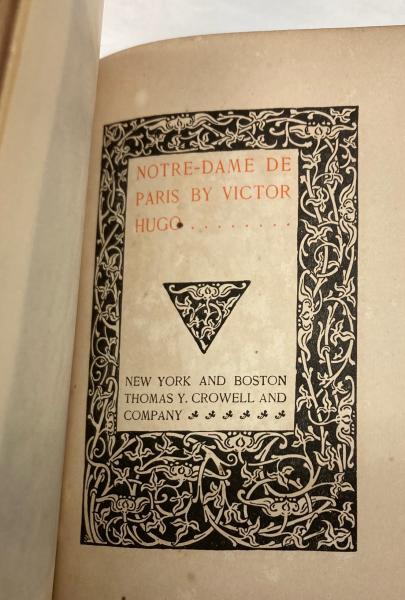 NOTRE-DAME DE
PARIS BY VICTOR
HUGO ........
NEW YORK AND BOSTON
THOMAS Y. CROWELL AND
COMPANY